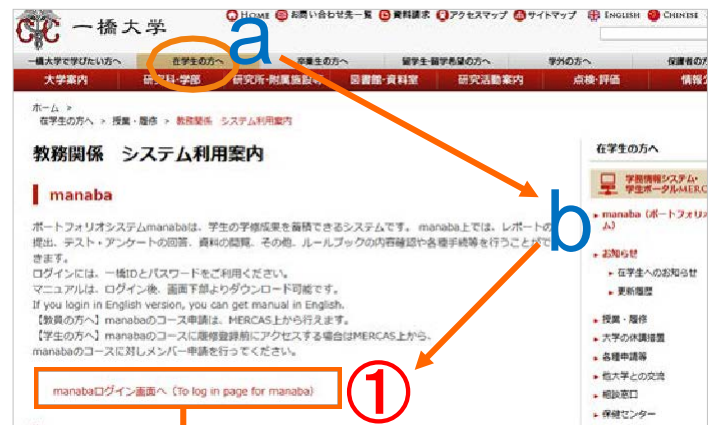 一橋大学
HOME お問い合わせ先一覧 資料請求 アクセスマップ サイトマップ ENGLISH CHINESE
一橋大学で学びたい方へ 在学生の方へ 卒業生の方へ 留学生・留学希望の方へ 学外の方へ 保護者の方
大学案内 研究科・学部 研究所・附属施設等 図書館・資料室 研究活動案内 点検・評価 情報公
a
ホーム >
在学生の方へ > 授業・履修 > 教務関係 システム利用案内
教務関係 システム利用案内
manaba
ポートフォリオシステムmanabaは、学生の学修成果を蓄積できるシステムです。 manaba上では、レポートの
提出、テスト・アンケートの回答、資料の閲覧、その他、ルールブックの内容確認や各種手続等を行うことがで
きます。
ログインには、一橋IDとパスワードをご利用ください。
マニュアルは、ログイン後、画面下部よりダウンロード可能です。
If you login in English version, you can get manual in English.
【教員の方へ】manabaのコース申請は、MERCAS上から行えます。
【学生の方へ】manabaのコースに履修登録前にアクセスする場合はMERCAS上から、
manabaのコースに対しメンバー申請を行ってください。
manabaログイン画面へ（To log in page for manaba）
①
b
在学生の方へ
学務情報システム・
学生ポータルMERC
manaba（ポートフォリオ
ム）
お知らせ
在学生へのお知らせ
更新履歴
授業・履修
大学の休講措置
各種申請等
他大学との交流
相談窓口
保健センター